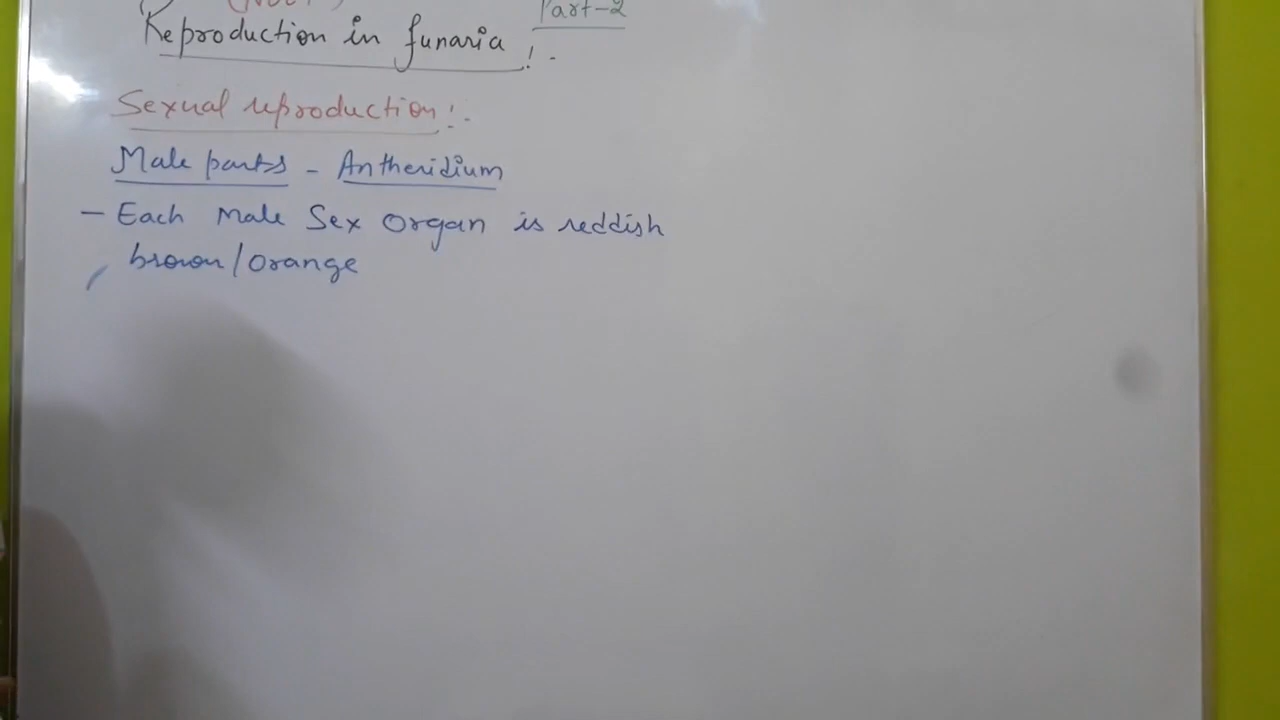 Part-2
Reproduction in funaria :-
Sexual reproduction :-
Male parts - Antheridium
- Each Male Sex Organ is reddish
brown/orange